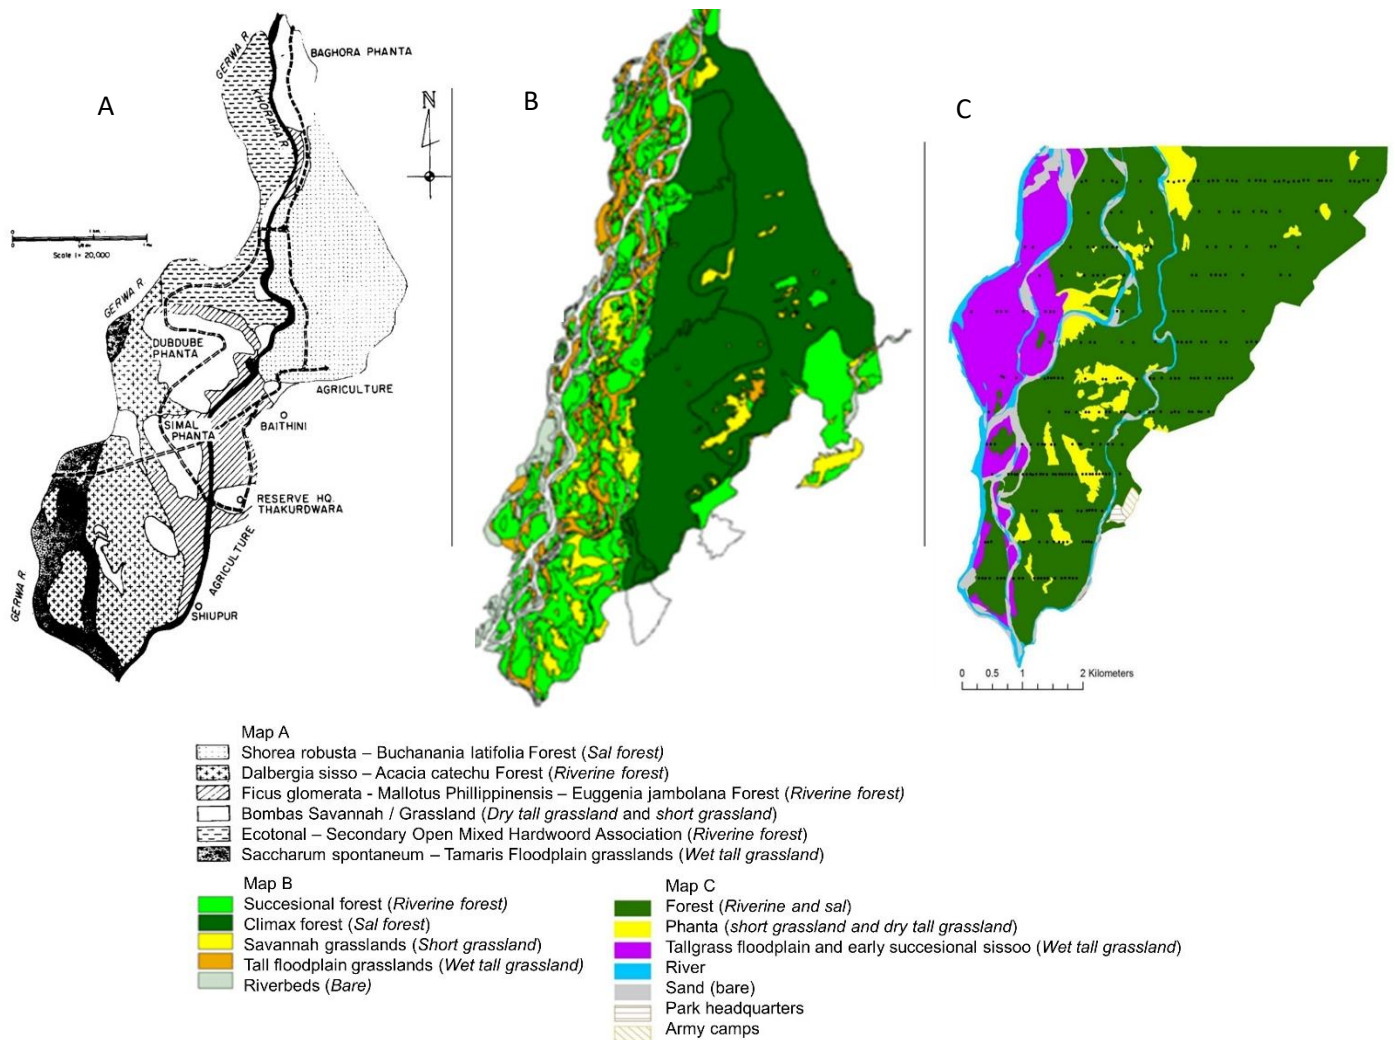 A
B
C
GERWA R
BAGHORA PHANTA
KHORAHA R
N
Scale 1= 20,000
GERWA R
DUBDUBE
PHANTA
AGRICULTURE
SIMAL
PHANTA
BAITHINI
RESERVE HQ.
THAKURDWARA
AGRICULTURE
GERWA R
SHIUPUR
0 0.5 1 2 Kilometers
Map A
Shorea robusta – Buchanania latifolia Forest (Sal forest)
Dalbergia sisso – Acacia catechu Forest (Riverine forest)
Ficus glomerata - Mallotus Phillippinensis – Euggenia jambolana Forest (Riverine forest)
Bombas Savannah / Grassland (Dry tall grassland and short grassland)
Ecotonal – Secondary Open Mixed Hardwoord Association (Riverine forest)
Saccharum spontaneum – Tamaris Floodplain grasslands (Wet tall grassland)
Map B
Succesional forest (Riverine forest)
Climax forest (Sal forest)
Savannah grasslands (Short grassland)
Tall floodplain grasslands (Wet tall grassland)
Riverbeds (Bare)
Map C
Forest (Riverine and sal)
Phanta (short grassland and dry tall grassland)
Tallgrass floodplain and early succesional sissoo (Wet tall grassland)
River
Sand (bare)
Park headquarters
Army camps